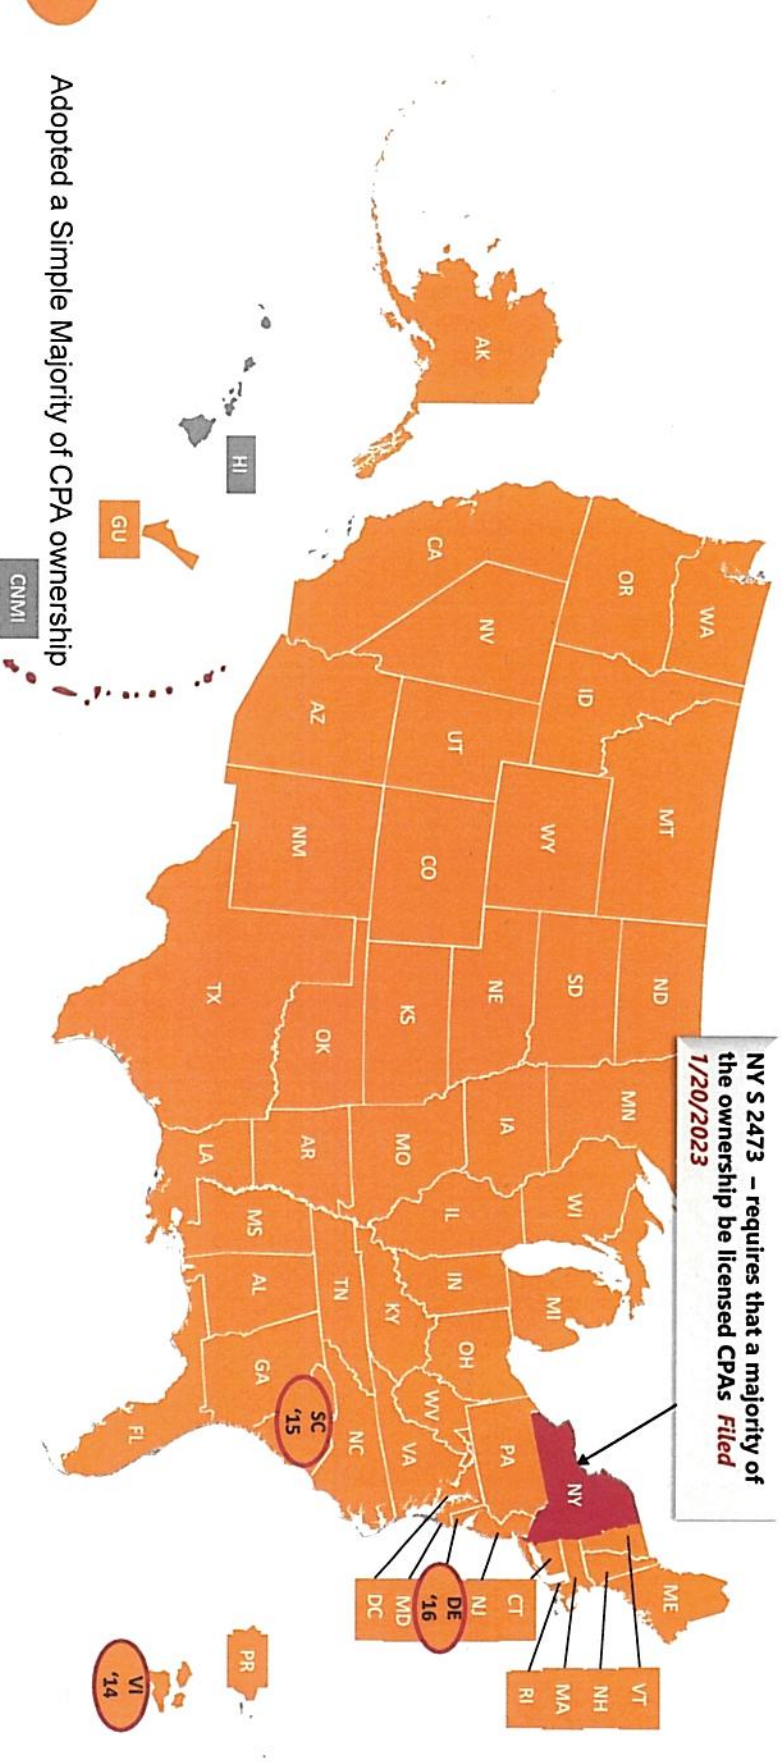 NY S 2473 – requires that a majority of
the ownership be licensed CPAs Filed
1/20/2023
WA
MT
ND
MN
ME
VT
NH
MA
RI
OR
ID
SD
WI
NY
WY
MI
CT
NJ
DE
'16
MD
DC
NV
UT
NE
IA
PA
CA
CO
KS
MO
IL
IN
OH
WV
VA
KY
AZ
NM
OK
AR
TN
NC
SC
'15
TX
LA
MS
AL
GA
FL
AK
HI
GU
CNMI
PR
VI
'14
Adopted a Simple Majority of CPA ownership